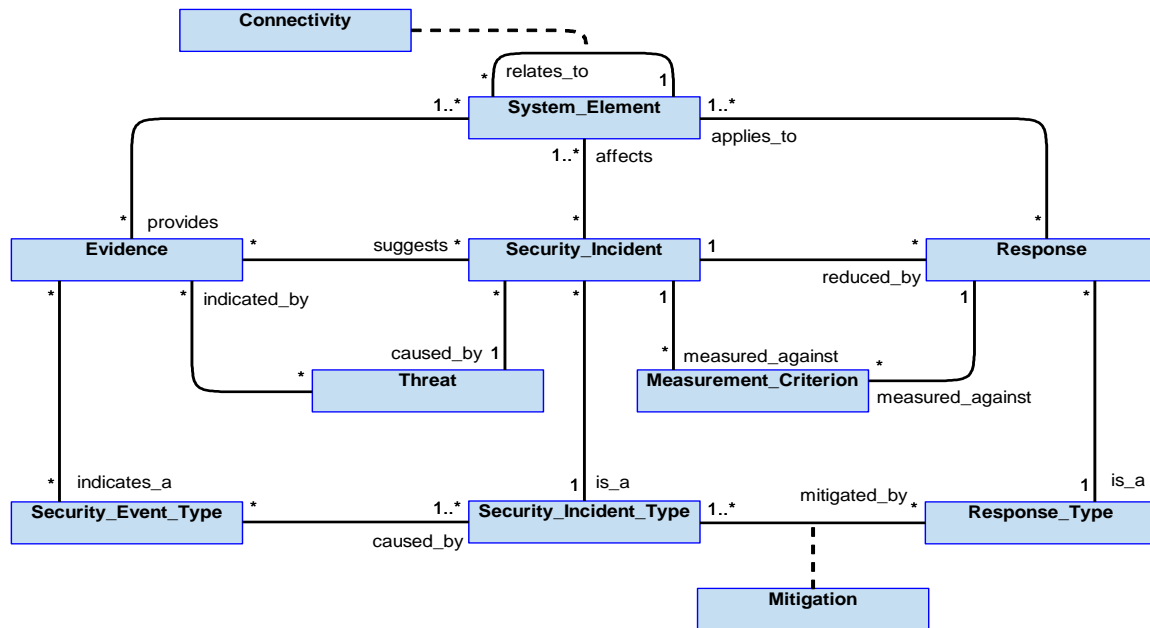 Connectivity
relates_to
* 1
1..* System_Element 1..*
applies_to
1..* affects
* provides * *
Evidence * suggests * Security_Incident 1 * Response
reduced_by
* * indicated_by * * 1 1 *
caused_by 1 * measured_against
* Threat Measurement_Criterion *
measured_against
* indicates_a 1 is_a 1 is_a
mitigated_by
Security_Event_Type * 1..* Security_Incident_Type 1..* * Response_Type
caused_by
Mitigation